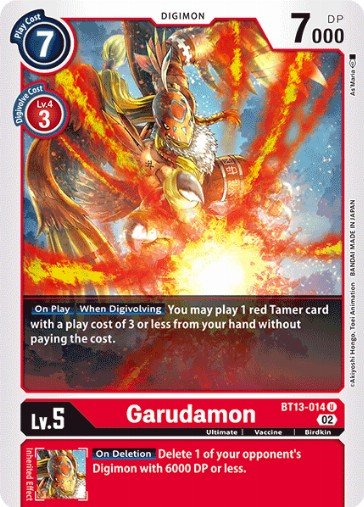 Play Cost
7
DIGIMON
DP
7000
Digivolve Cost
Lv.4
3
As'Maria
©Akiyoshi Hongo, Toei Animation BANDAI MADE IN JAPAN
On Play When Digivolving You may play 1 red Tamer card
with a play cost of 3 or less from your hand without
paying the cost.
BT13-014 U
Lv.5
Garudamon
02
Ultimate | Vaccine | Birdkin
Inherited Effect
On Deletion Delete 1 of your opponent's
Digimon with 6000 DP or less.